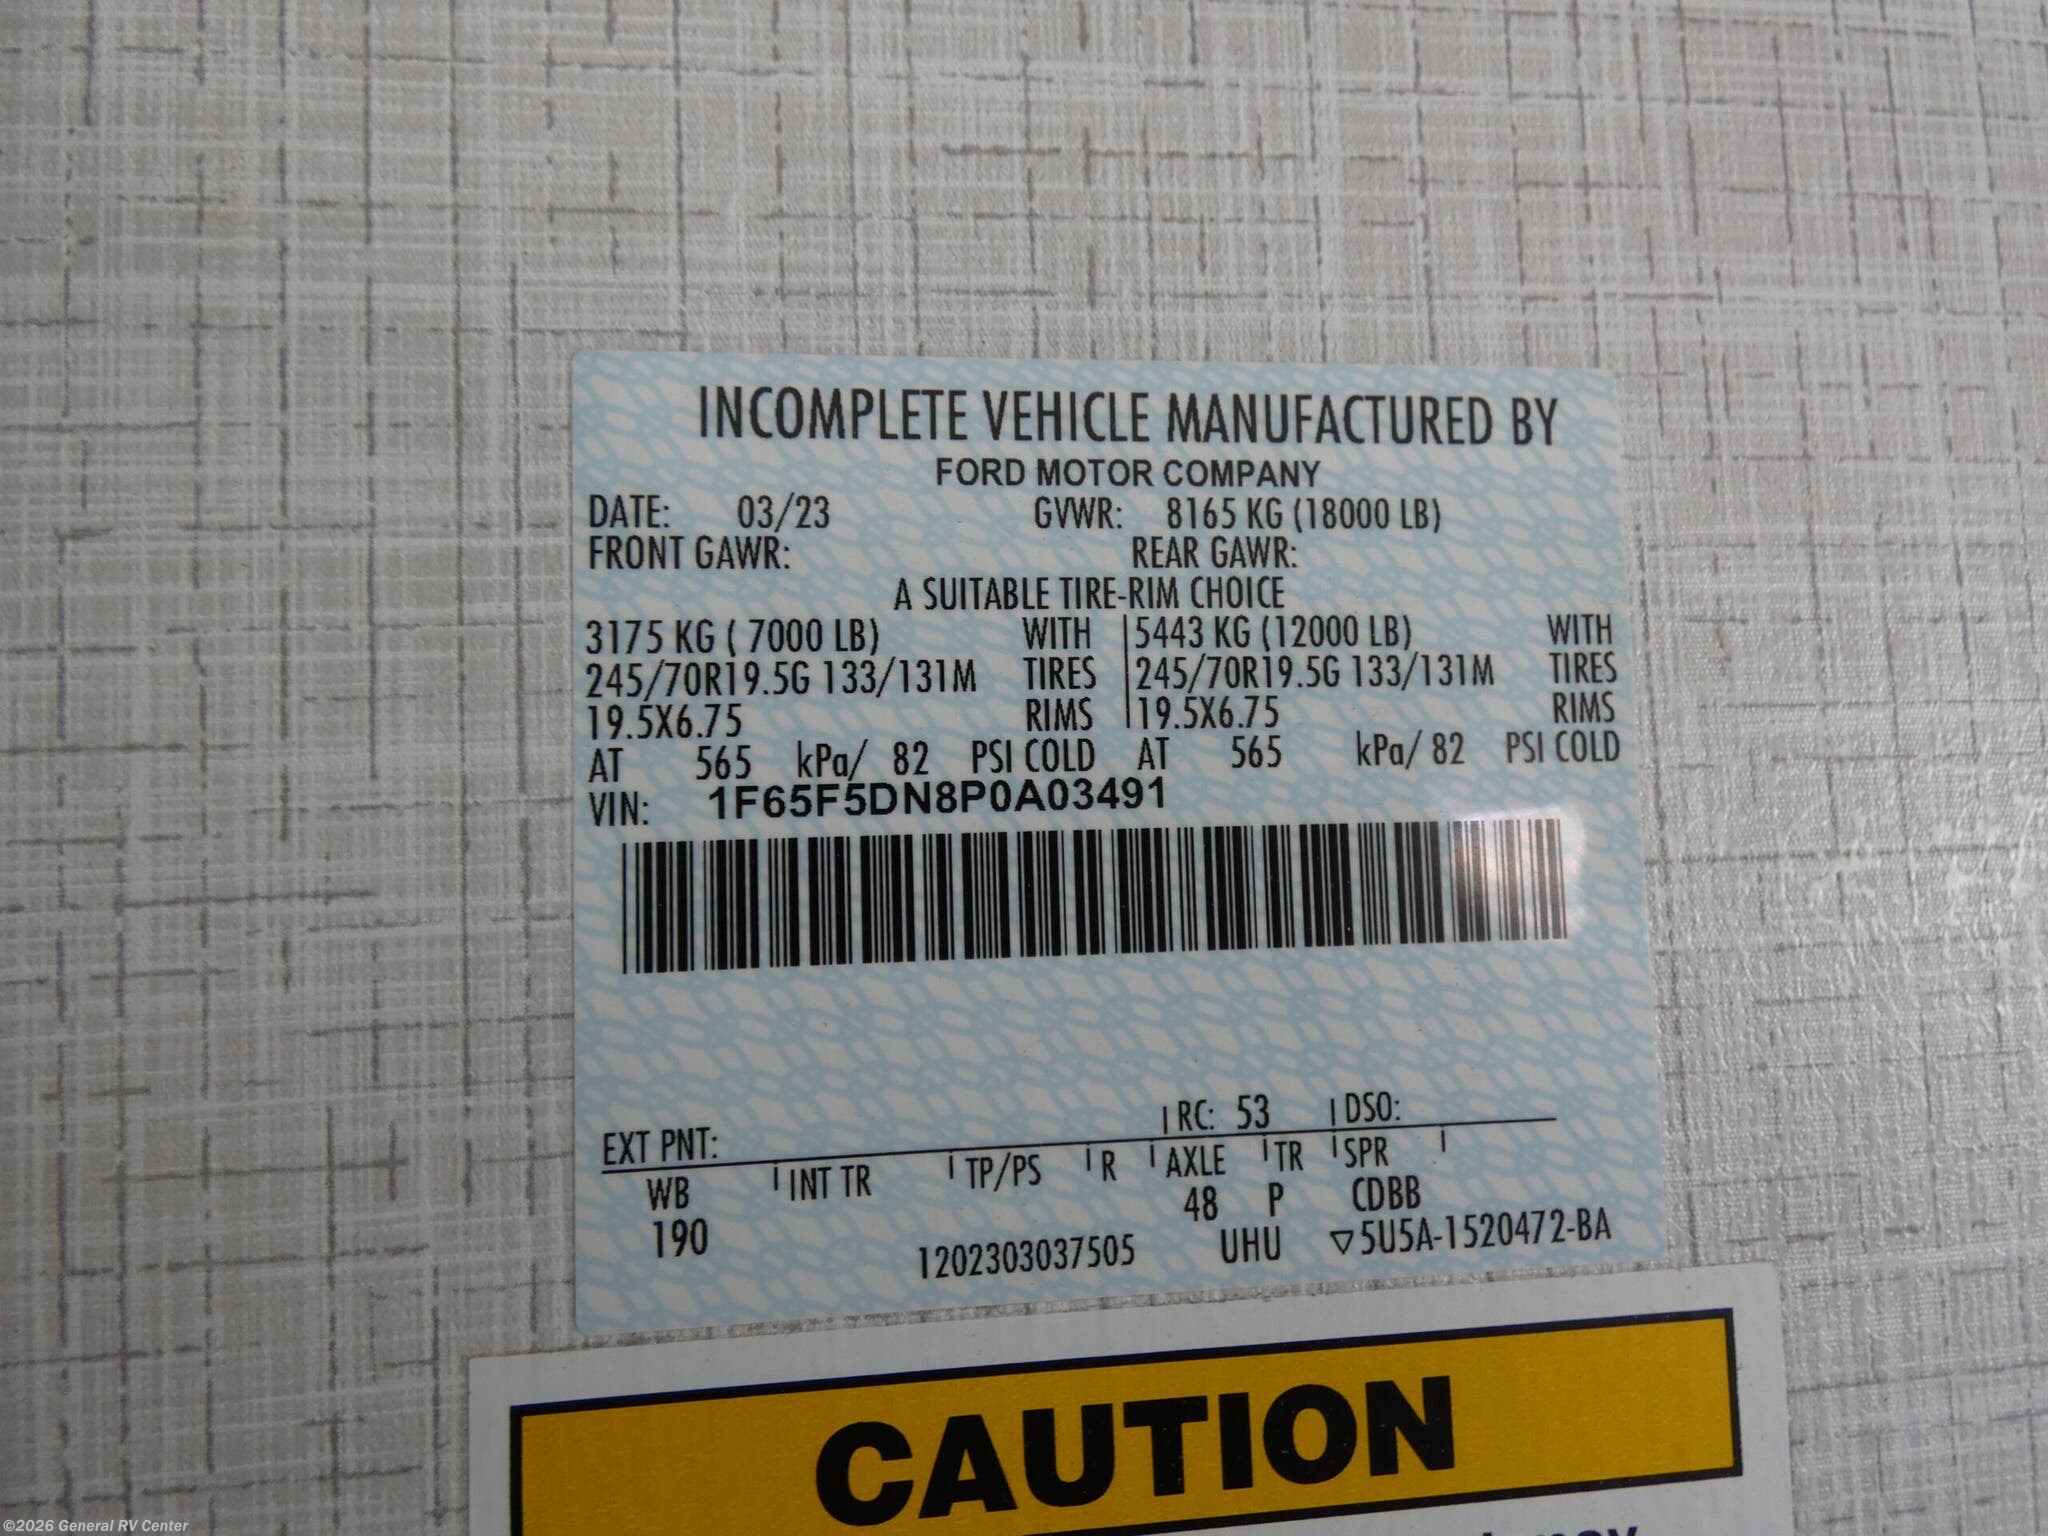 INCOMPLETE VEHICLE MANUFACTURED BY
FORD MOTOR COMPANY
DATE: 03/23 GVWR: 8165 KG (18000 LB)
FRONT GAWR: REAR GAWR:
A SUITABLE TIRE-RIM CHOICE
3175 KG ( 7000 LB) WITH 5443 KG (12000 LB) WITH
245/70R19.5G 133/131M TIRES 245/70R19.5G 133/131M TIRES
19.5X6.75 RIMS 19.5X6.75 RIMS
AT 565 kPa/ 82 PSI COLD AT 565 kPa/ 82 PSI COLD
VIN: 1F65F5DN8P0A03491
EXT PNT: RC: 53 DSO:
WB INT TR TP/PS R AXLE TR SPR
190 48 P CDBB
1202303037505 UHU ▽5U5A-1520472-BA
CAUTION
©2026 General RV Center